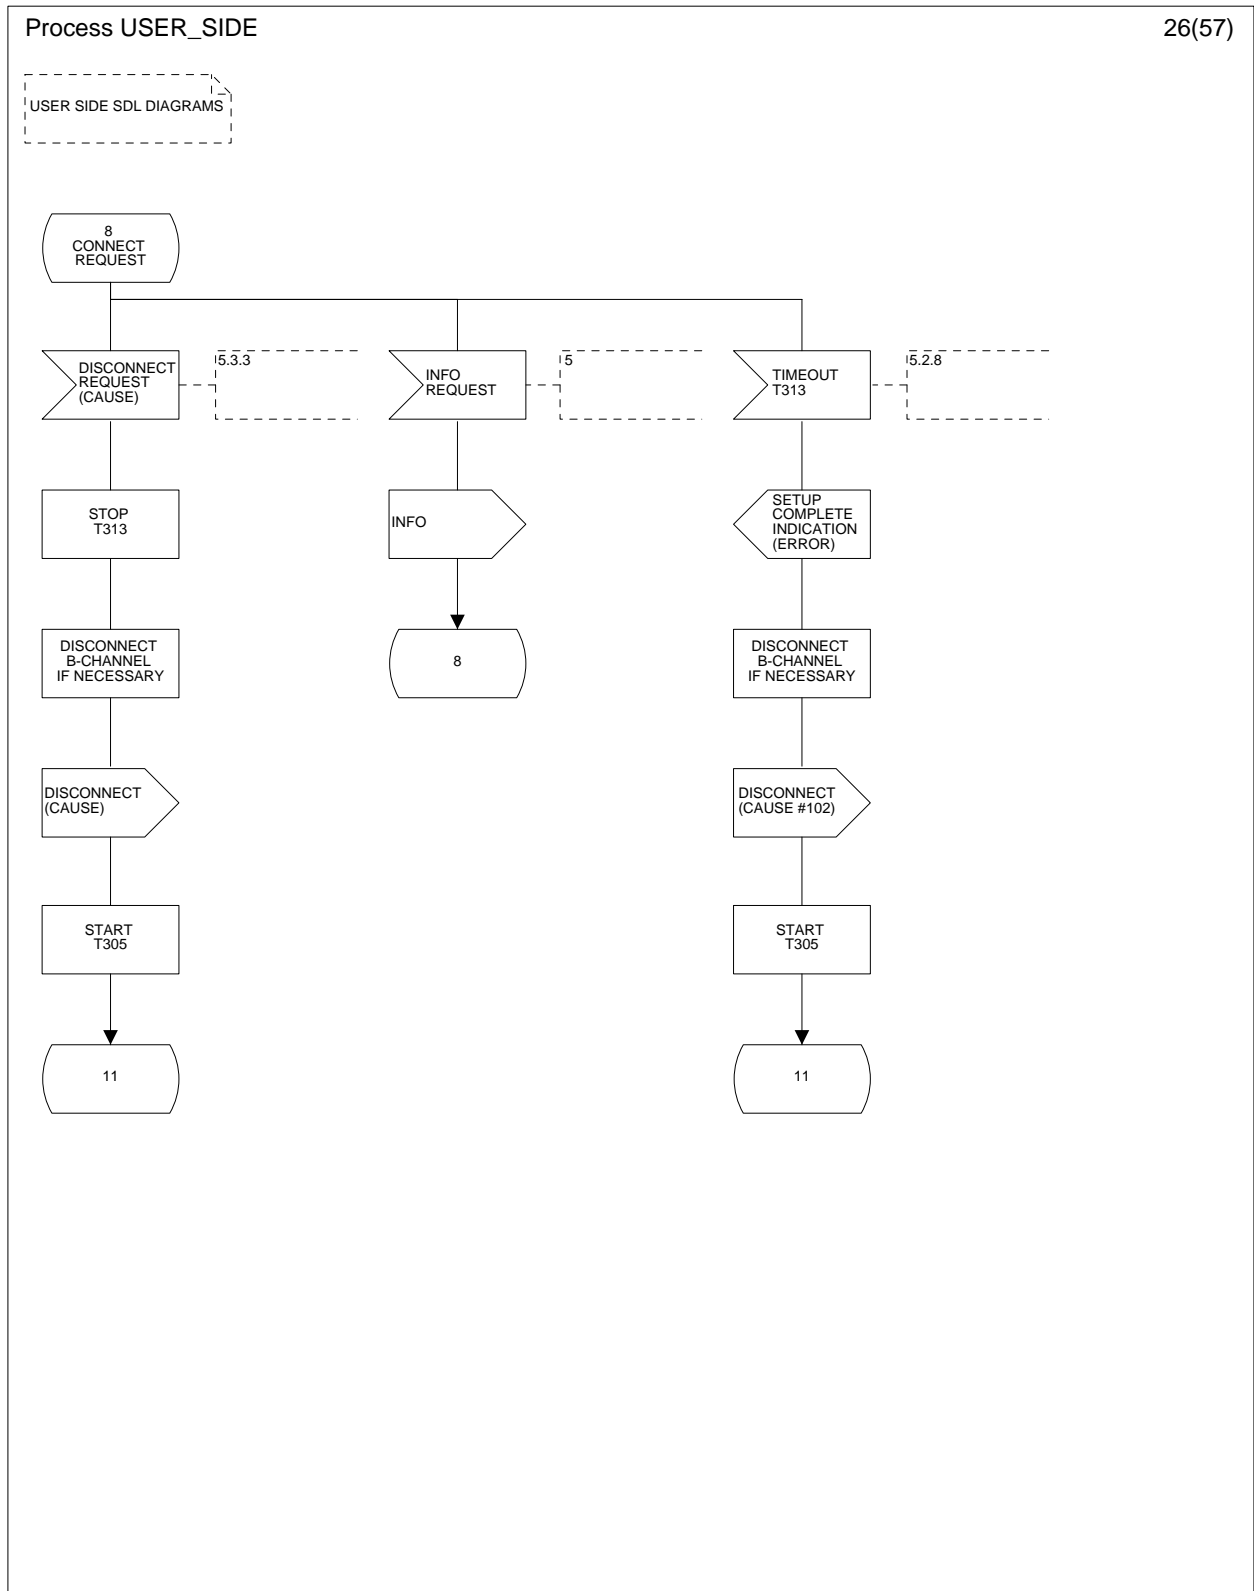 Process USER_SIDE
26(57)
USER SIDE SDL DIAGRAMS
8
CONNECT
REQUEST
DISCONNECT
REQUEST
(CAUSE)
5.3.3
INFO
REQUEST
5
TIMEOUT
T313
5.2.8
STOP
T313
INFO
SETUP
COMPLETE
INDICATION
(ERROR)
DISCONNECT
B-CHANNEL
IF NECESSARY
8
DISCONNECT
B-CHANNEL
IF NECESSARY
DISCONNECT
(CAUSE)
DISCONNECT
(CAUSE #102)
START
T305
START
T305
11
11